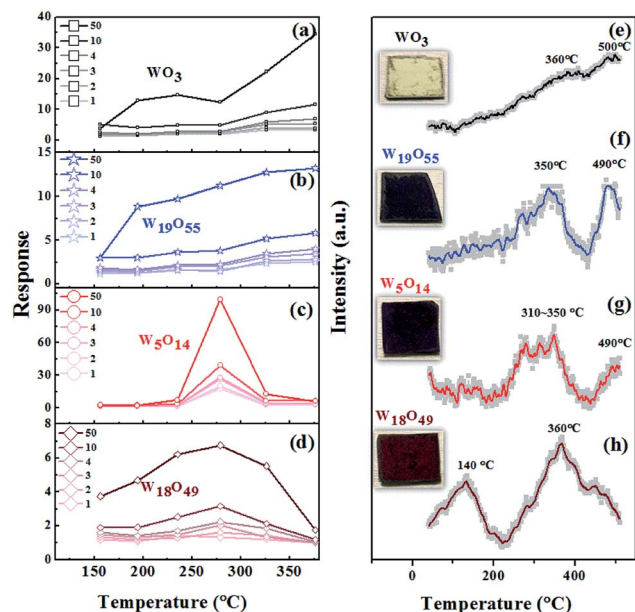 (a)
40
50
10
4
3
2
1
WO3
30
20
10
0
(b)
15
50
10
4
3
2
1
W19O55
10
5
0
(c)
50
10
4
3
2
1
W5O14
90
60
30
0
(d)
8
50
10
4
3
2
1
W18O49
6
4
2
0
Response
100 150 200 250 300 350
Temperature (°C)
(e)
WO3
360°C
500°C
(f)
W19O55
350°C
490°C
(g)
W5O14
310~350 °C
490°C
(h)
W18O49
140 °C
360°C
Intensity (a.u.)
0 200 400
Temperature (°C)